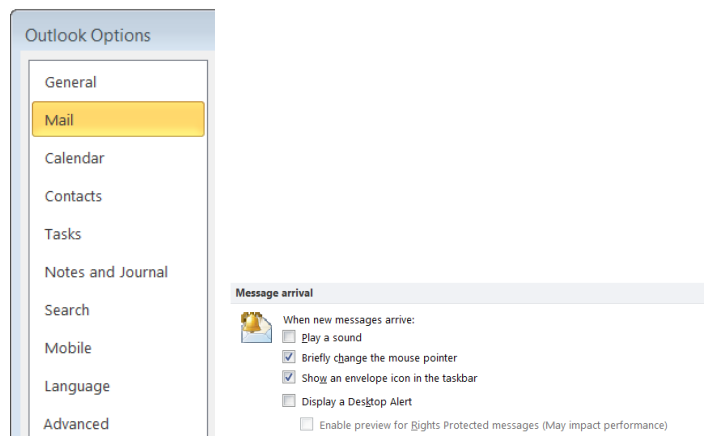 Outlook Options
General
Mail
Calendar
Contacts
Tasks
Notes and Journal
Search
Mobile
Language
Advanced
Message arrival
When new messages arrive:
Play a sound
Briefly change the mouse pointer
Show an envelope icon in the taskbar
Display a Desktop Alert
Enable preview for Rights Protected messages (May impact performance)